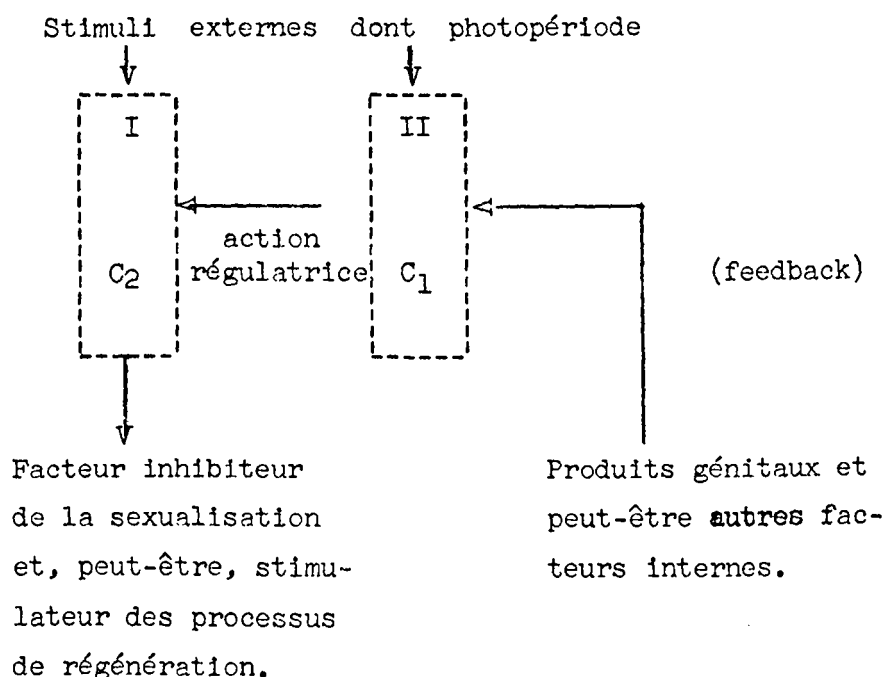 Stimuli externes dont photopériode
I
II
action
régulatrice
C2
C1
(feedback)
Facteur inhibiteur
de la sexualisation
et, peut-être, stimu-
lateur des processus
de régénération.
Produits génitaux et
peut-être autres fac-
teurs internes.